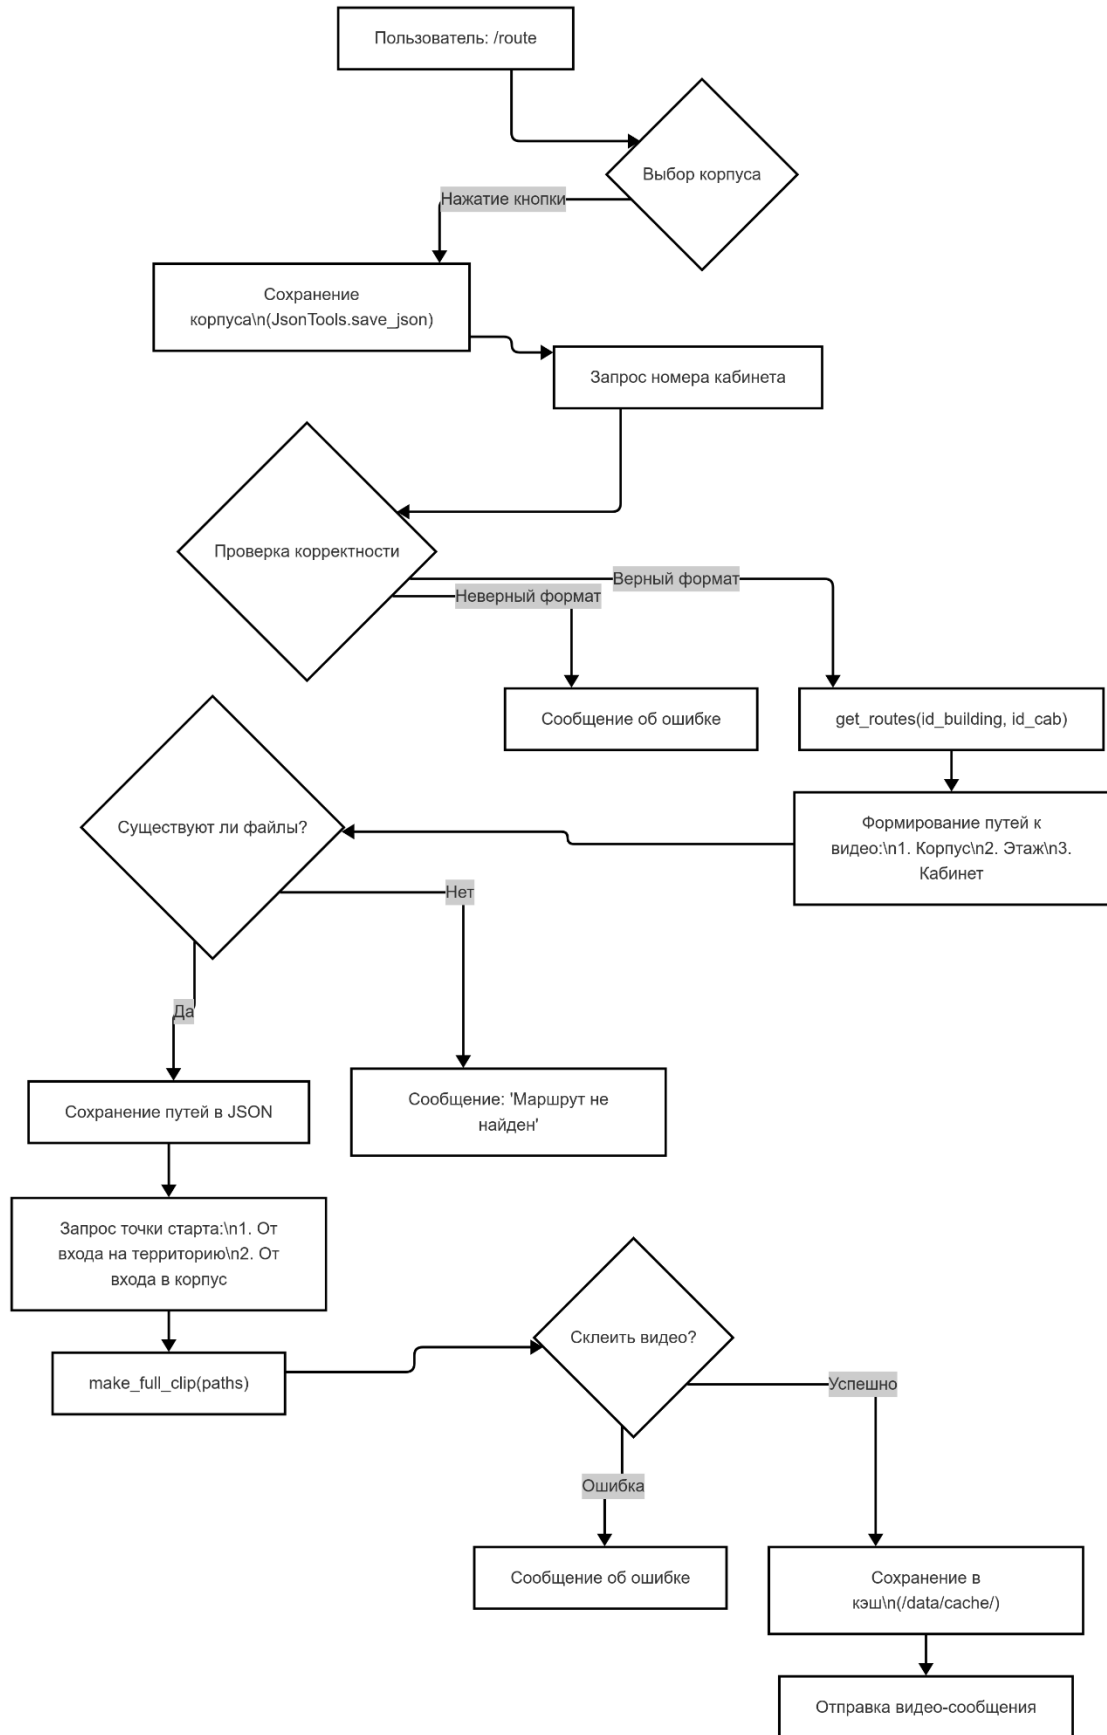 Пользователь: /route
Выбор корпуса
Нажатие кнопки
Сохранение
корпуса\n(JsonTools.save_json)
Запрос номера кабинета
Проверка корректности
Верный формат
Неверный формат
Сообщение об ошибке
get_routes(id_building, id_cab)
Формирование путей к
видео:\n1. Корпус\n2. Этаж\n3.
Кабинет
Существуют ли файлы?
Нет
Да
Сохранение путей в JSON
Сообщение: 'Маршрут не
найден'
Запрос точки старта:\n1. От
входа на территорию\n2. От
входа в корпус
make_full_clip(paths)
Склеить видео?
Успешно
Ошибка
Сообщение об ошибке
Сохранение в
кэш\n(/data/cache/)
Отправка видео-сообщения